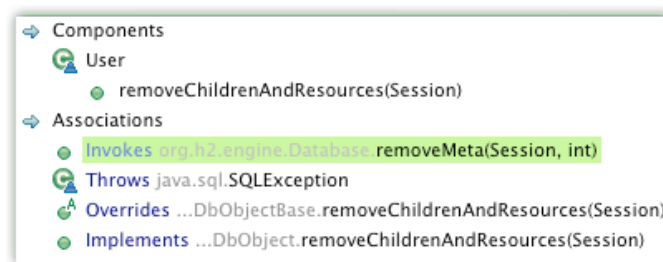 Components
User
removeChildrenAndResources(Session)
Associations
Invokes org.h2.engine.Database.removeMeta(Session, int)
Throws java.sql.SQLException
Overrides ...DbObjectBase.removeChildrenAndResources(Session)
Implements ...DbObject.removeChildrenAndResources(Session)